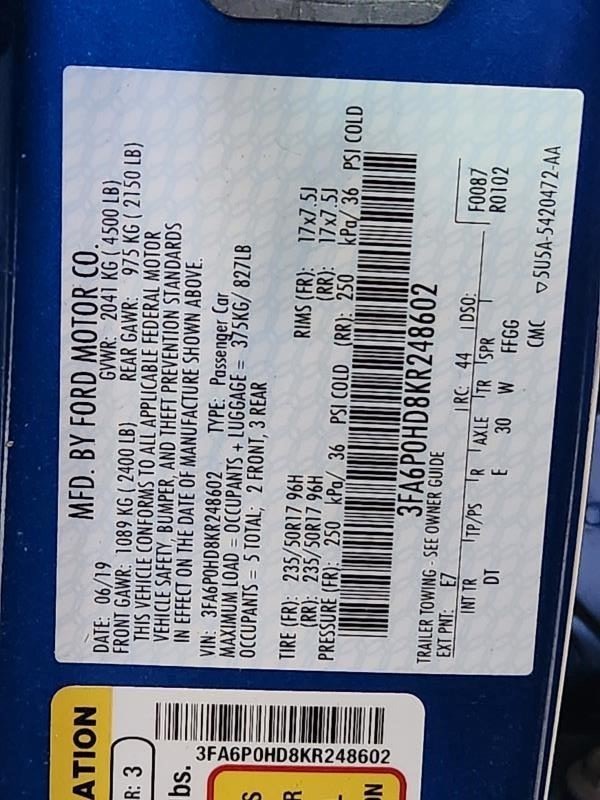 MFD. BY FORD MOTOR CO.
DATE: 06/19 GVWR: 2041 KG ( 4500 LB)
FRONT GAWR: 1089 KG ( 2400 LB) REAR GAWR: 975 KG ( 2150 LB)
THIS VEHICLE CONFORMS TO ALL APPLICABLE FEDERAL MOTOR
VEHICLE SAFETY, BUMPER, AND THEFT PREVENTION STANDARDS
IN EFFECT ON THE DATE OF MANUFACTURE SHOWN ABOVE.
VIN: 3FA6P0HD8KR248602 TYPE: Passenger Car
MAXIMUM LOAD = OCCUPANTS + LUGGAGE = 375KG/ 827LB
OCCUPANTS = 5 TOTAL; 2 FRONT, 3 REAR
TIRE (FR): 235/50R17 96H RIMS (FR): 17x7.5J
(RR): 235/50R17 96H (RR): 17x7.5J
PRESSURE (FR): 250 kPa/ 36 PSI COLD (RR): 250 kPa/ 36 PSI COLD
3FA6P0HD8KR248602
TRAILER TOWING - SEE OWNER GUIDE
EXT PNT: E7 RC: 44 DSO: F0087
INT TR TP/PS R AXLE TR SPR R0102
DT E 30 W FFGG
CMC ▽5U5A-5420472-AA
ATION
R: 3
bs.
3FA6P0HD8KR248602
S
R
L
ON